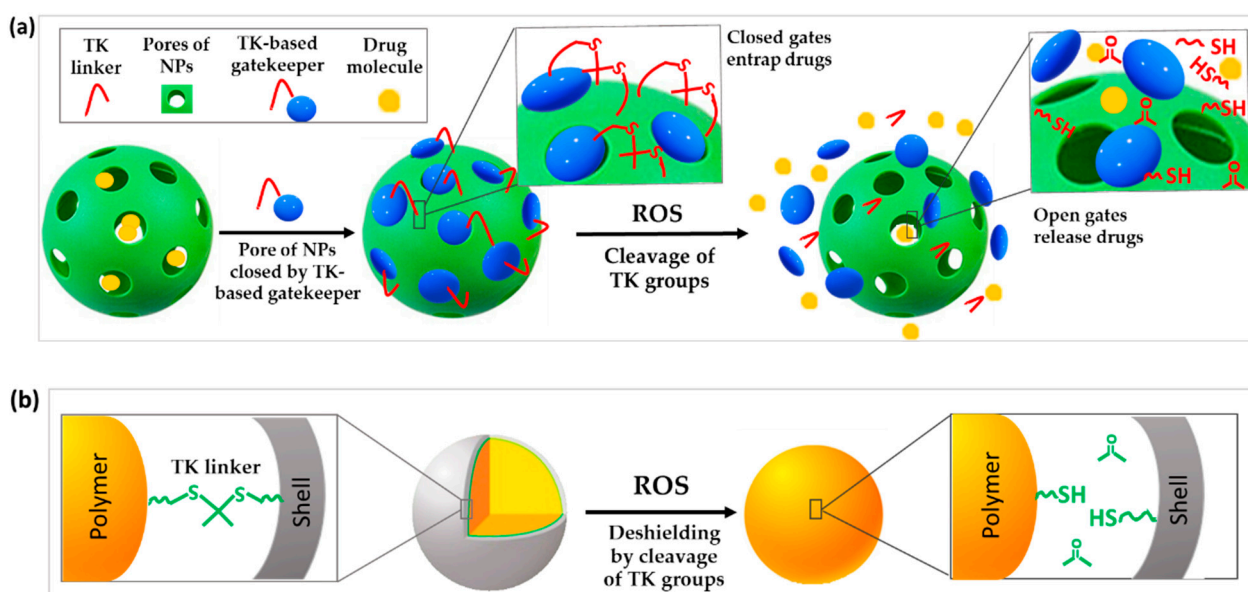 (a)
TK
linker
Pores of
NPs
TK-based
gatekeeper
Drug
molecule
Closed gates
entrap drugs
S
S
S
S
S
S
O
SH
HS
SH
SH
SH
O
O
Pore of NPs
closed by TK-
based gatekeeper
ROS
Cleavage of
TK groups
Open gates
release drugs
(b)
Polymer
TK linker
S
S
Shell
ROS
Deshielding
by cleavage
of TK groups
Polymer
O
SH
HS
O
Shell